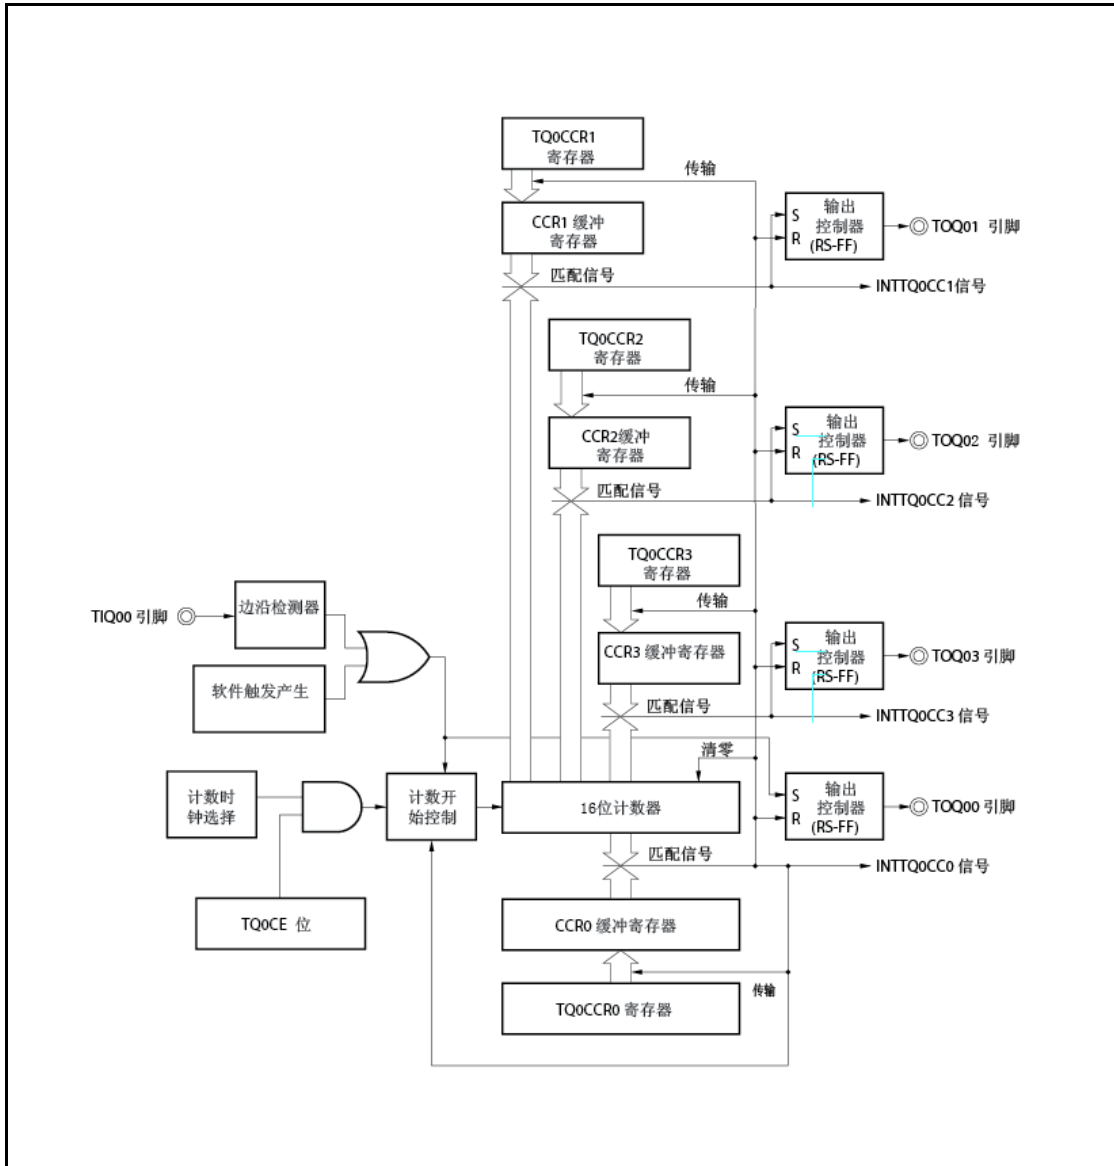 TQ0CCR1
寄存器
传输
CCR1 缓冲
寄存器
S
R
输出
控制器
(RS-FF)
TOQ01 引脚
匹配信号
INTTQ0CC1信号
TQ0CCR2
寄存器
传输
CCR2缓冲
寄存器
S
R
输出
控制器
(RS-FF)
TOQ02 引脚
匹配信号
INTTQ0CC2 信号
TQ0CCR3
寄存器
传输
TIQ00 引脚
边沿检测器
CCR3 缓冲寄存器
S
R
输出
控制器
(RS-FF)
TOQ03 引脚
软件触发产生
匹配信号
INTTQ0CC3 信号
清零
计数时
钟选择
计数开
始控制
16位计数器
S
R
输出
控制器
(RS-FF)
TOQ00 引脚
匹配信号
INTTQ0CC0 信号
TQ0CE 位
CCR0 缓冲寄存器
传输
TQ0CCR0 寄存器